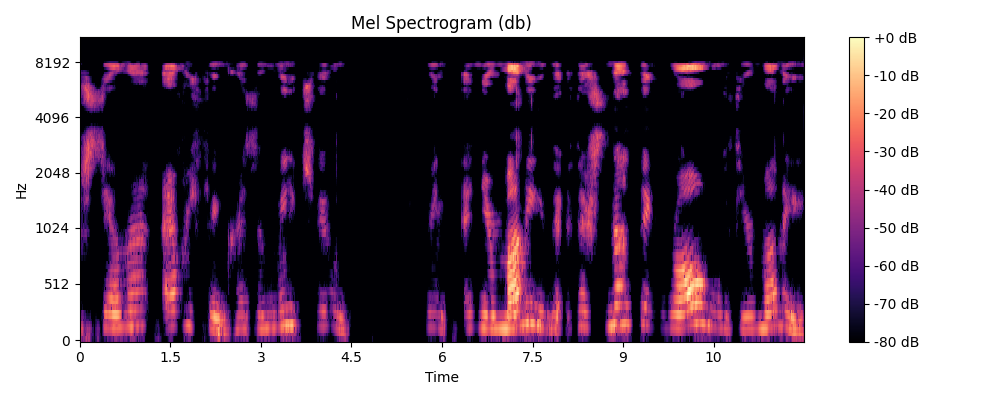 Mel Spectrogram (db)
8192
4096
2048
1024
512
0
Hz
0 1.5 3 4.5 6 7.5 9 10
Time
+0 dB
-10 dB
-20 dB
-30 dB
-40 dB
-50 dB
-60 dB
-70 dB
-80 dB